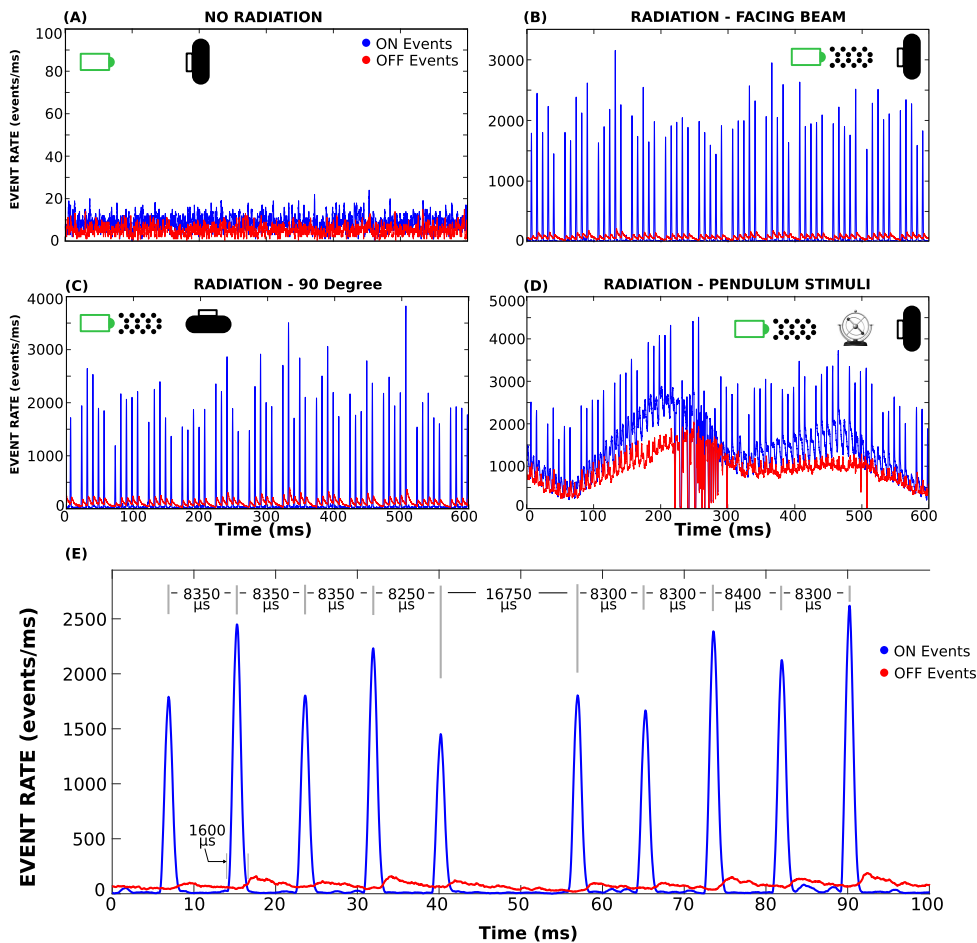 (A) NO RADIATION
EVENT RATE (events/ms)
100
80
60
40
20
0
ON Events
OFF Events
(B) RADIATION - FACING BEAM
3000
2000
1000
0
(C) RADIATION - 90 Degree
EVENT RATE (events/ms)
4000
3000
2000
1000
0
0 100 200 300 400 500 600
Time (ms)
(D) RADIATION - PENDULUM STIMULI
5000
4000
3000
2000
1000
0
0 100 200 300 400 500 600
Time (ms)
(E)
EVENT RATE (events/ms)
2500
2000
1500
1000
500
0
8350 µs
8350 µs
8350 µs
8250 µs
16750 µs
8300 µs
8300 µs
8400 µs
8300 µs
1600 µs
ON Events
OFF Events
0 10 20 30 40 50 60 70 80 90 100
Time (ms)